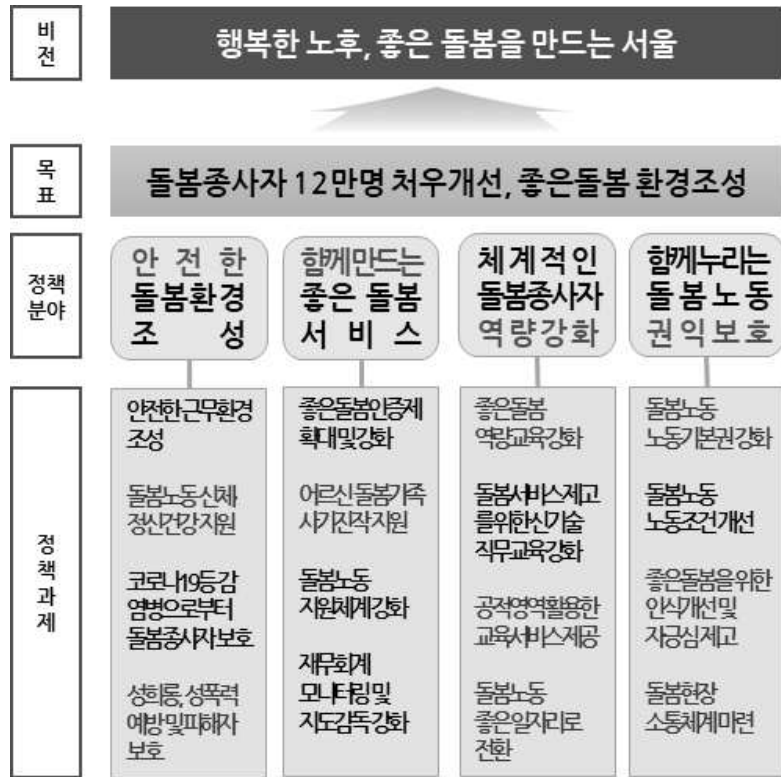 비
전
행복한 노후, 좋은 돌봄을 만드는 서울
목
표
돌봄종사자 12만명 처우개선, 좋은돌봄 환경조성
정책
분야
안 전 한
돌봄환경
조 성
함께만드는
좋은 돌봄
서 비 스
체계적인
돌봄종사자
역량강화
함께누리는
돌봄노동
권익보호
정
책
과
제
안전한근무환경
조성
돌봄노동 신체·
정신건강지원
코로나19등 감
염병으로부터
돌봄종사자 보호
성희롱, 성폭력
예방 및 피해자
보호
좋은돌봄인증제
확대 및 강화
어르신 돌봄가족
사기진작 지원
돌봄노동
지원체계 강화
재무회계
모니터링 및
지도감독 강화
좋은돌봄
역량교육강화
돌봄서비스제고
를위한신기술
직무교육강화
공적영역활용한
교육서비스제공
돌봄노동
좋은일자리로
전환
돌봄노동
노동기본권 강화
돌봄노동
노동조건 개선
좋은돌봄을 위한
인식개선 및
자긍심 제고
돌봄현장
소통체계 마련